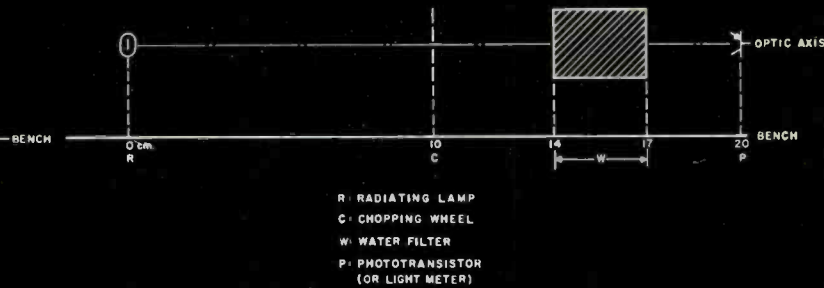 OPTIC AXIS
BENCH
0 cm
10
14
17
20
BENCH
R
C
W
P
R: RADIATING LAMP
C: CHOPPING WHEEL
W: WATER FILTER
P: PHOTOTRANSISTOR
(OR LIGHT METER)